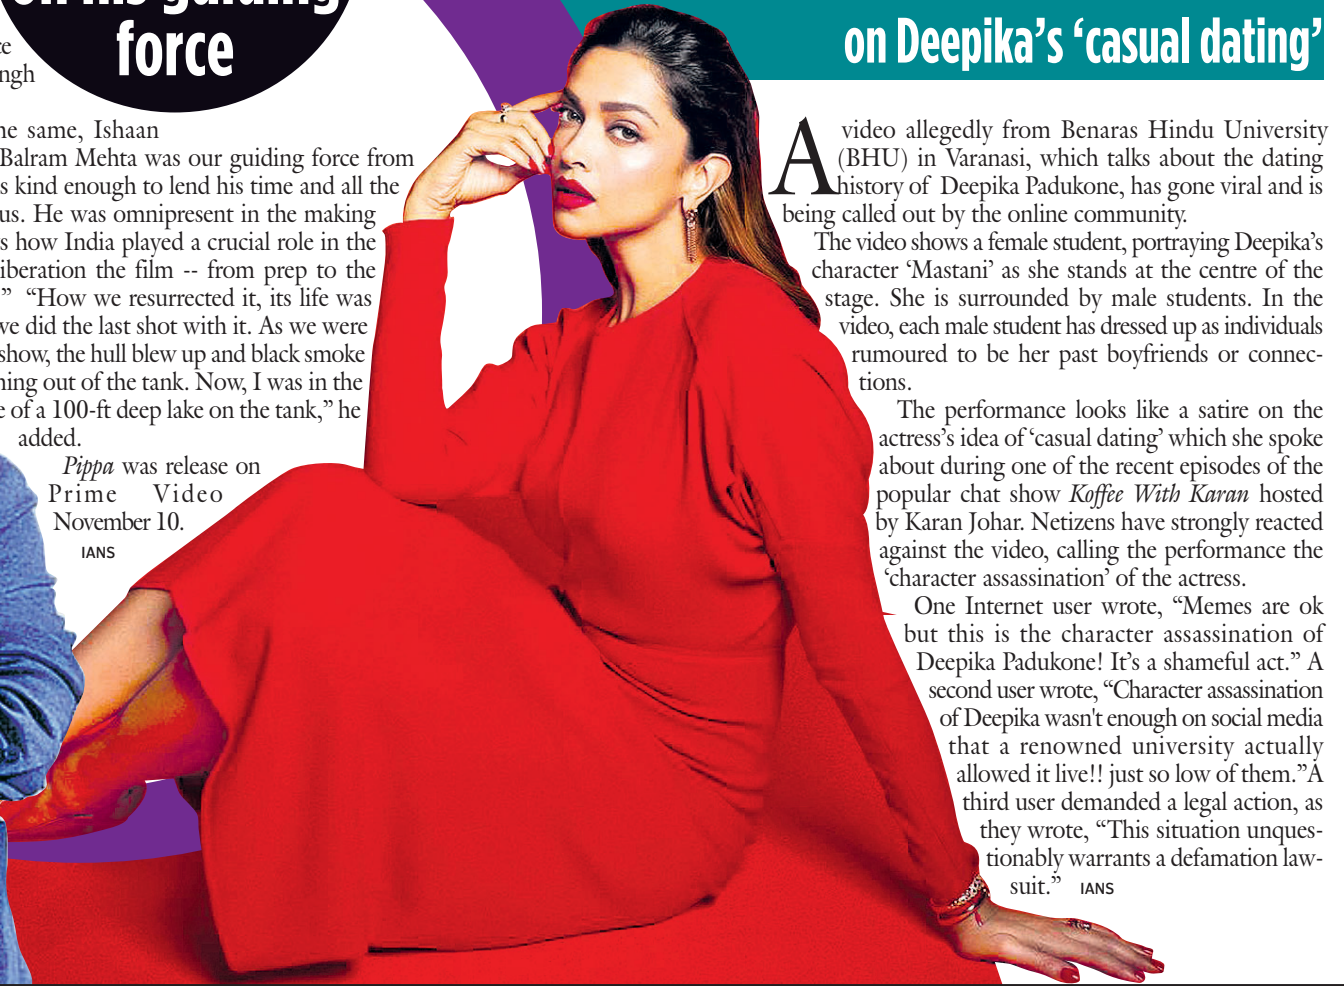 on his guiding
force
ce
ngh
he same, Ishaan
Balram Mehta was our guiding force from
s kind enough to lend his time and all the
us. He was omnipresent in the making
s how India played a crucial role in the
iberation the film -- from prep to the
.” “How we resurrected it, its life was
we did the last shot with it. As we were
show, the hull blew up and black smoke
ning out of the tank. Now, I was in the
e of a 100-ft deep lake on the tank,” he
added.
Pippa was release on
Prime Video
November 10.
IANS
on Deepika’s ‘casual dating’
A video allegedly from Benaras Hindu University
(BHU) in Varanasi, which talks about the dating
history of Deepika Padukone, has gone viral and is
being called out by the online community.
The video shows a female student, portraying Deepika’s
character ‘Mastani’ as she stands at the centre of the
stage. She is surrounded by male students. In the
video, each male student has dressed up as individuals
rumoured to be her past boyfriends or connec-
tions.
The performance looks like a satire on the
actress’s idea of ‘casual dating’ which she spoke
about during one of the recent episodes of the
popular chat show Koffee With Karan hosted
by Karan Johar. Netizens have strongly reacted
against the video, calling the performance the
‘character assassination’ of the actress.
One Internet user wrote, “Memes are ok
but this is the character assassination of
Deepika Padukone! It’s a shameful act.” A
second user wrote, “Character assassination
of Deepika wasn't enough on social media
that a renowned university actually
allowed it live!! just so low of them.”A
third user demanded a legal action, as
they wrote, “This situation unques-
tionably warrants a defamation law-
suit.” IANS